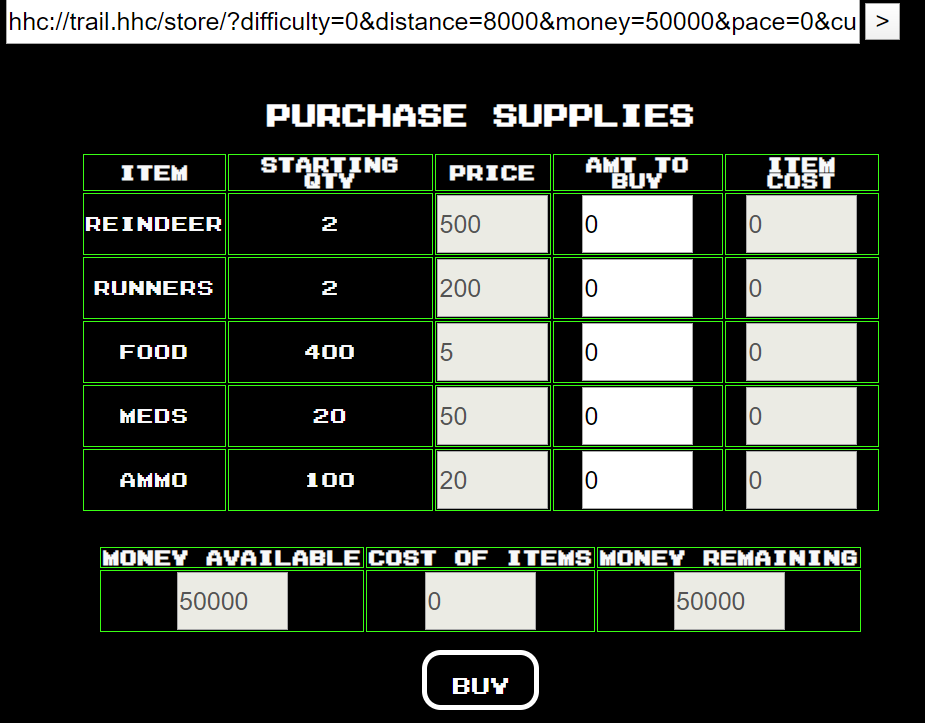 hhc://trail.hhc/store/?difficulty=0&distance=8000&money=50000&pace=0&cu >
PURCHASE SUPPLIES
ITEM STARTING QTY PRICE AMT TO BUY ITEM COST
REINDEER 2 500 0 0
RUNNERS 2 200 0 0
FOOD 400 5 0 0
MEDS 20 50 0 0
AMMO 100 20 0 0
MONEY AVAILABLE COST OF ITEMS MONEY REMAINING
50000 0 50000
BUY